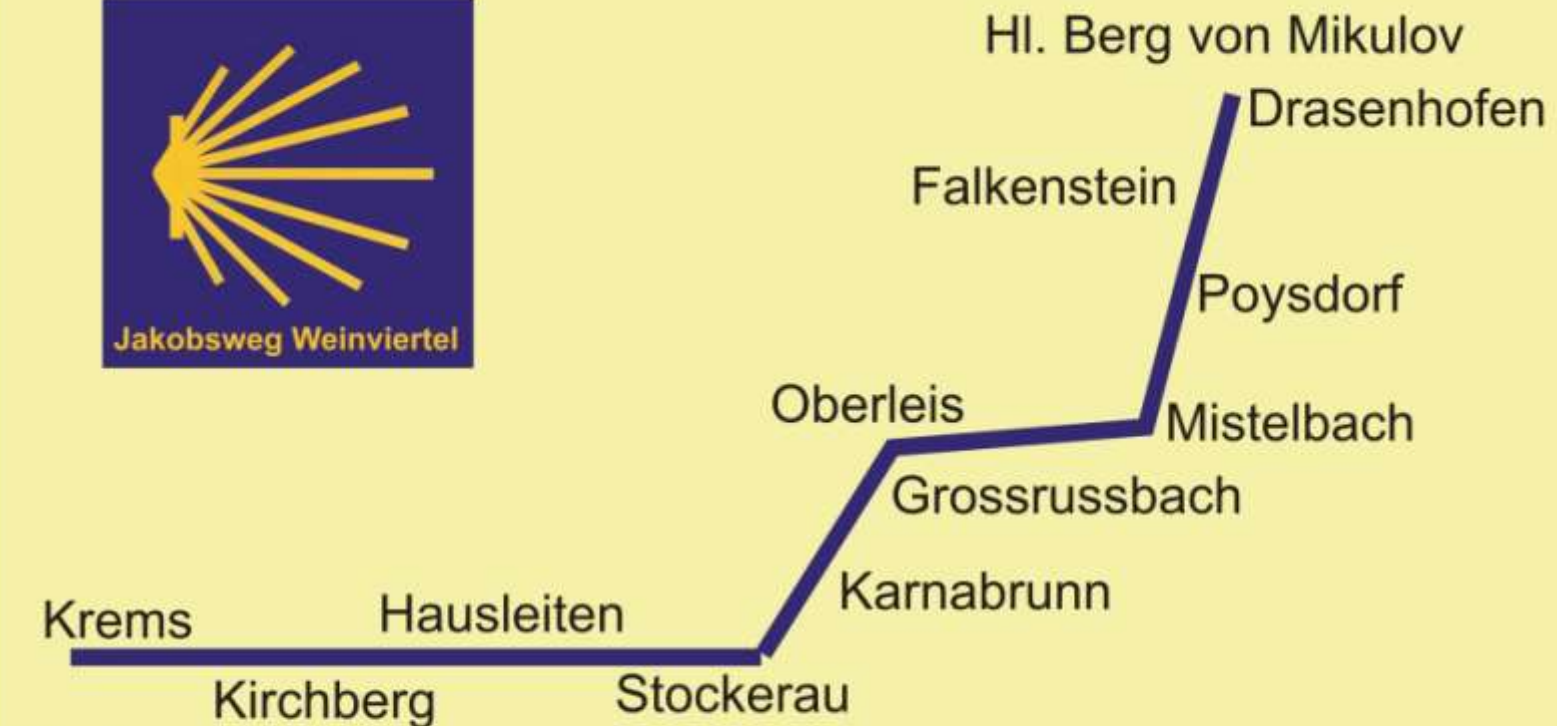 Hl. Berg von Mikulov
Drasenhofen
Falkenstein
Poysdorf
Jakobsweg Weinviertel
Oberleis
Mistelbach
Grossrussbach
Karnabrunn
Krems
Hausleiten
Kirchberg
Stockerau